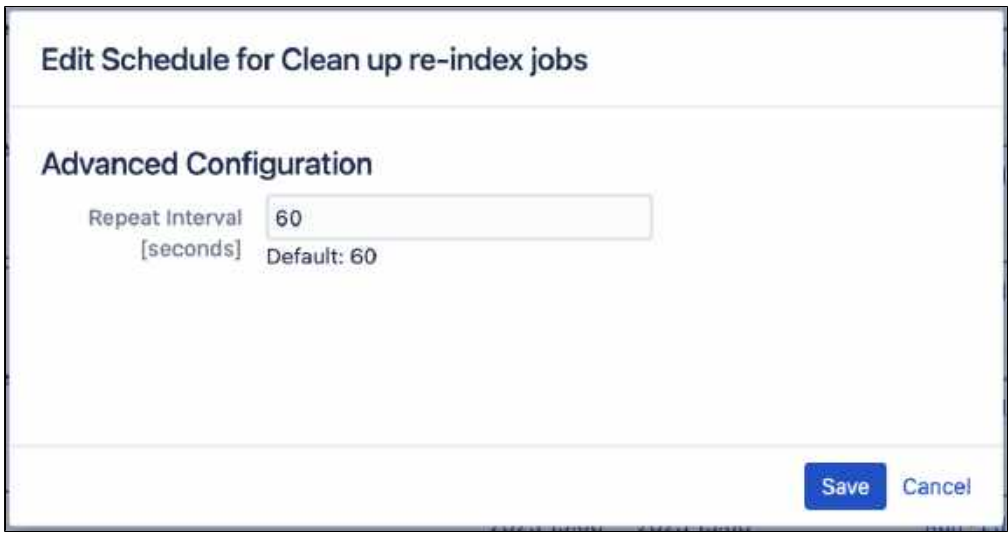 Edit Schedule for Clean up re-index jobs
Advanced Configuration
Repeat Interval
[seconds]
60
Default: 60
Save Cancel